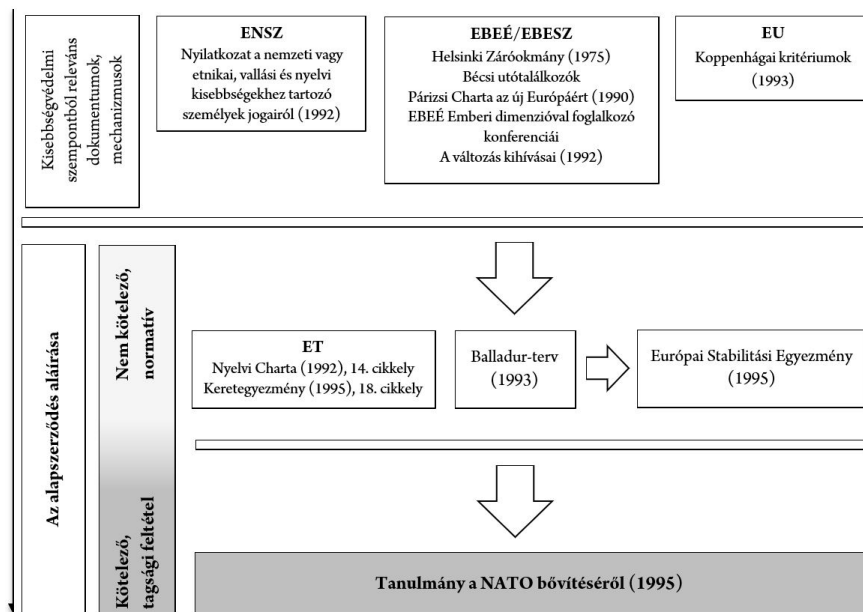 Kisebbségvédelmi
szempontból releváns
dokumentumok,
mechanizmusok
ENSZ
Nyilatkozat a nemzeti vagy
etnikai, vallási és nyelvi
kisebbségekhez tartozó
személyek jogairól (1992)
EBEÉ/EBESZ
Helsinki Záróokmány (1975)
Bécsi utótalálkozók
Párizsi Charta az új Európáért (1990)
EBEÉ Emberi dimenzióval foglalkozó
konferenciái
A változás kihívásai (1992)
EU
Koppenhágai kritériumok
(1993)
Az alapszerződés aláírása
Nem kötelező,
normatív
ET
Nyelvi Charta (1992), 14. cikkely
Keretegyezmény (1995), 18. cikkely
Balladur-terv
(1993)
Európai Stabilitási Egyezmény
(1995)
Kötelező,
tagsági feltétel
Tanulmány a NATO bővítéséről (1995)